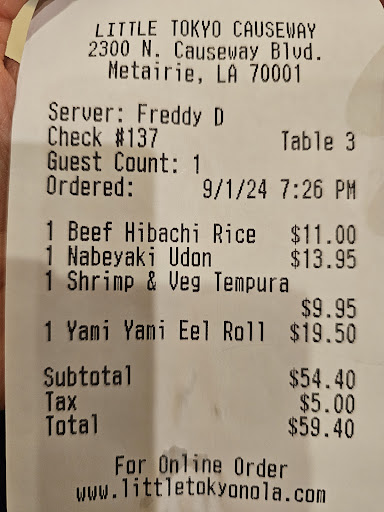 LITTLE TOKYO CAUSEWAY
2300 N. Causeway Blvd.
Metairie, LA 70001
Server: Freddy D
Check #137 Table 3
Guest Count: 1
Ordered: 9/1/24 7:26 PM
1 Beef Hibachi Rice $11.00
1 Nabeyaki Udon $13.95
1 Shrimp & Veg Tempura
$9.95
1 Yami Yami Eel Roll $19.50
Subtotal $54.40
Tax $5.00
Total $59.40
For Online Order
www.littletokyonola.com